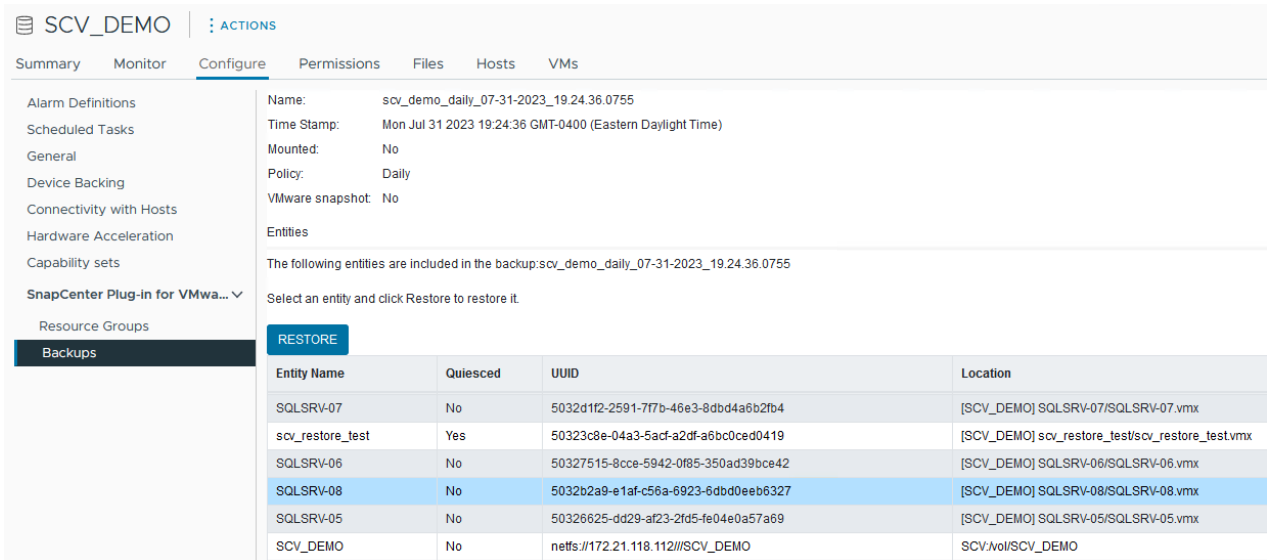 SCV_DEMO ACTIONS
Summary Monitor Configure Permissions Files Hosts VMs
Alarm Definitions
Scheduled Tasks
General
Device Backing
Connectivity with Hosts
Hardware Acceleration
Capability sets
SnapCenter Plug-in for VMwa...
Resource Groups
Backups
Name: scv_demo_daily_07-31-2023_19.24.36.0755
Time Stamp: Mon Jul 31 2023 19:24:36 GMT-0400 (Eastern Daylight Time)
Mounted: No
Policy: Daily
VMware snapshot: No
Entities
The following entities are included in the backup:scv_demo_daily_07-31-2023_19.24.36.0755
Select an entity and click Restore to restore it.
RESTORE
Entity Name Quiesced UUID Location
SQLSRV-07 No 5032d1f2-2591-7f7b-46e3-8dbd4a6b2fb4 [SCV_DEMO] SQLSRV-07/SQLSRV-07.vmx
scv_restore_test Yes 50323c8e-04a3-5acf-a2df-a6bc0ced0419 [SCV_DEMO] scv_restore_test/scv_restore_test.vmx
SQLSRV-06 No 50327515-8cce-5942-0f85-350ad39bce42 [SCV_DEMO] SQLSRV-06/SQLSRV-06.vmx
SQLSRV-08 No 5032b2a9-e1af-c56a-6923-6dbd0eeb6327 [SCV_DEMO] SQLSRV-08/SQLSRV-08.vmx
SQLSRV-05 No 50326625-dd29-af23-2fd5-fe04e0a57a69 [SCV_DEMO] SQLSRV-05/SQLSRV-05.vmx
SCV_DEMO No netfs://172.21.118.112///SCV_DEMO SCV:/vol/SCV_DEMO